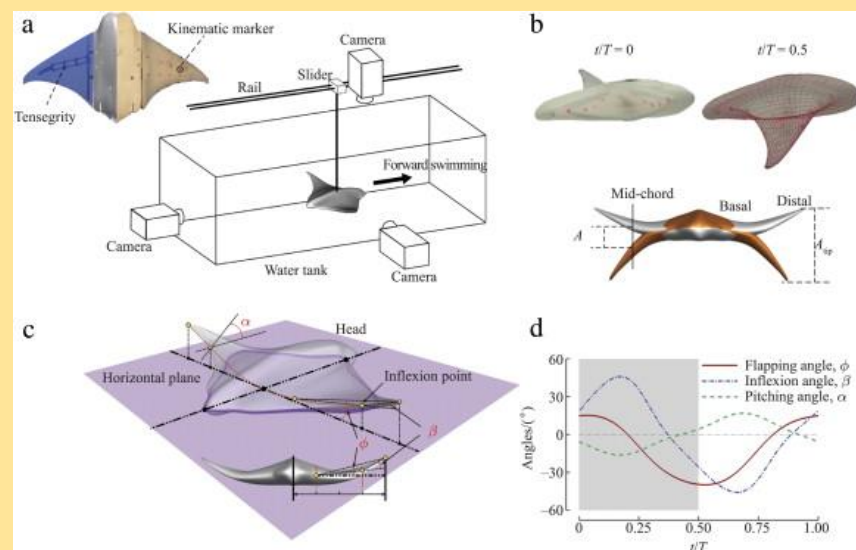 a
Kinematic marker
Tensegrity
Camera
Slider
Rail
Forward swimming
Camera
Camera
Water tank
b
t/T = 0
t/T = 0.5
Mid-chord
Basal
Distal
A
A_tip
c
α
Head
Horizontal plane
Inflexion point
ϕ
β
d
60
30
0
-30
-60
Angles/(°)
Flapping angle, ϕ
Inflexion angle, β
Pitching angle, α
0
0.25
0.50
0.75
1.00
t/T